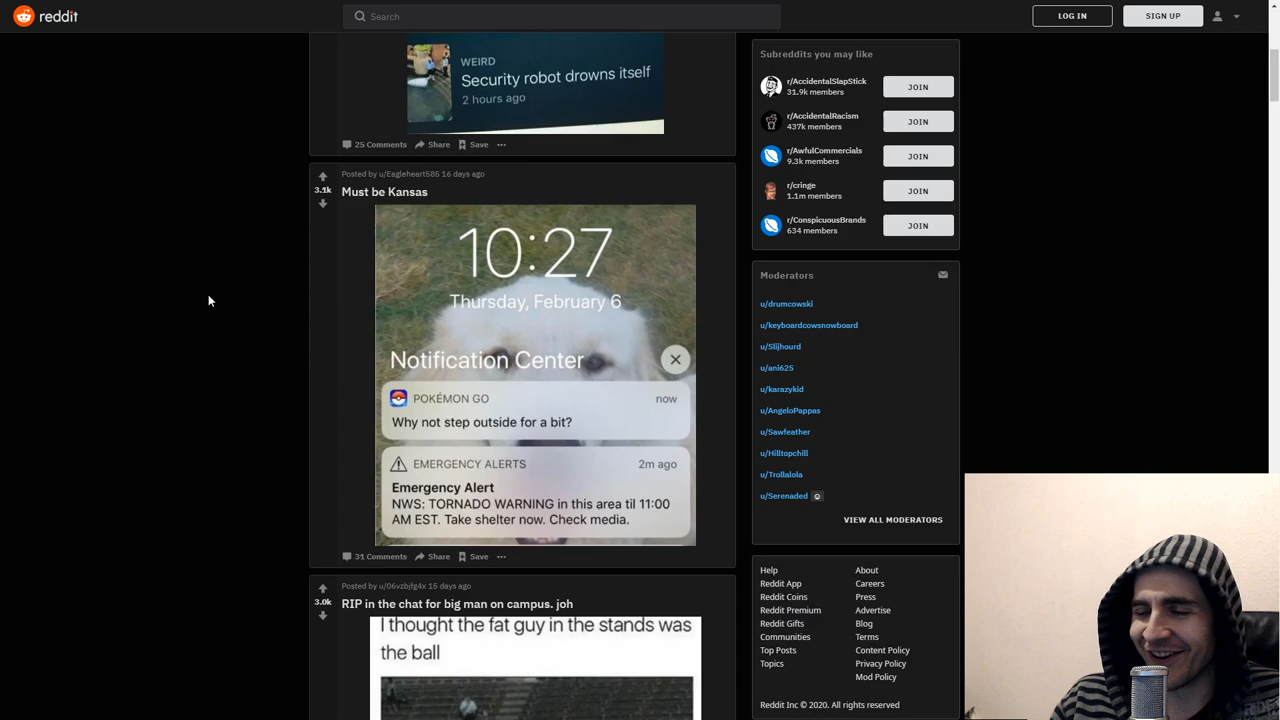 reddit
Search
LOG IN
SIGN UP
WEIRD
Security robot drowns itself
2 hours ago
25 Comments Share Save
Posted by u/Eagleheart585 16 days ago
3.1k
Must be Kansas
10:27
Thursday, February 6
Notification Center
POKÉMON GO now
Why not step outside for a bit?
EMERGENCY ALERTS 2m ago
Emergency Alert
NWS: TORNADO WARNING in this area til 11:00
AM EST. Take shelter now. Check media.
31 Comments Share Save
Posted by u/06vzbjfg4x 15 days ago
3.0k
RIP in the chat for big man on campus. joh
I thought the fat guy in the stands was
the ball
Subreddits you may like
r/AccidentalSlapStick
31.9k members
JOIN
r/AccidentalRacism
437k members
JOIN
r/AwfulCommercials
9.3k members
JOIN
r/cringe
1.1m members
JOIN
r/ConspicuousBrands
634 members
JOIN
Moderators
u/drumcowski
u/keyboardcowsnowboard
u/Slijhourd
u/ani625
u/karazykid
u/AngeloPappas
u/Sawfeather
u/Hilltopchill
u/Trollalola
u/Serenaded
VIEW ALL MODERATORS
Help About
Reddit App Careers
Reddit Coins Press
Reddit Premium Advertise
Reddit Gifts Blog
Communities Terms
Top Posts Content Policy
Topics Privacy Policy
Mod Policy
Reddit Inc © 2020. All rights reserved